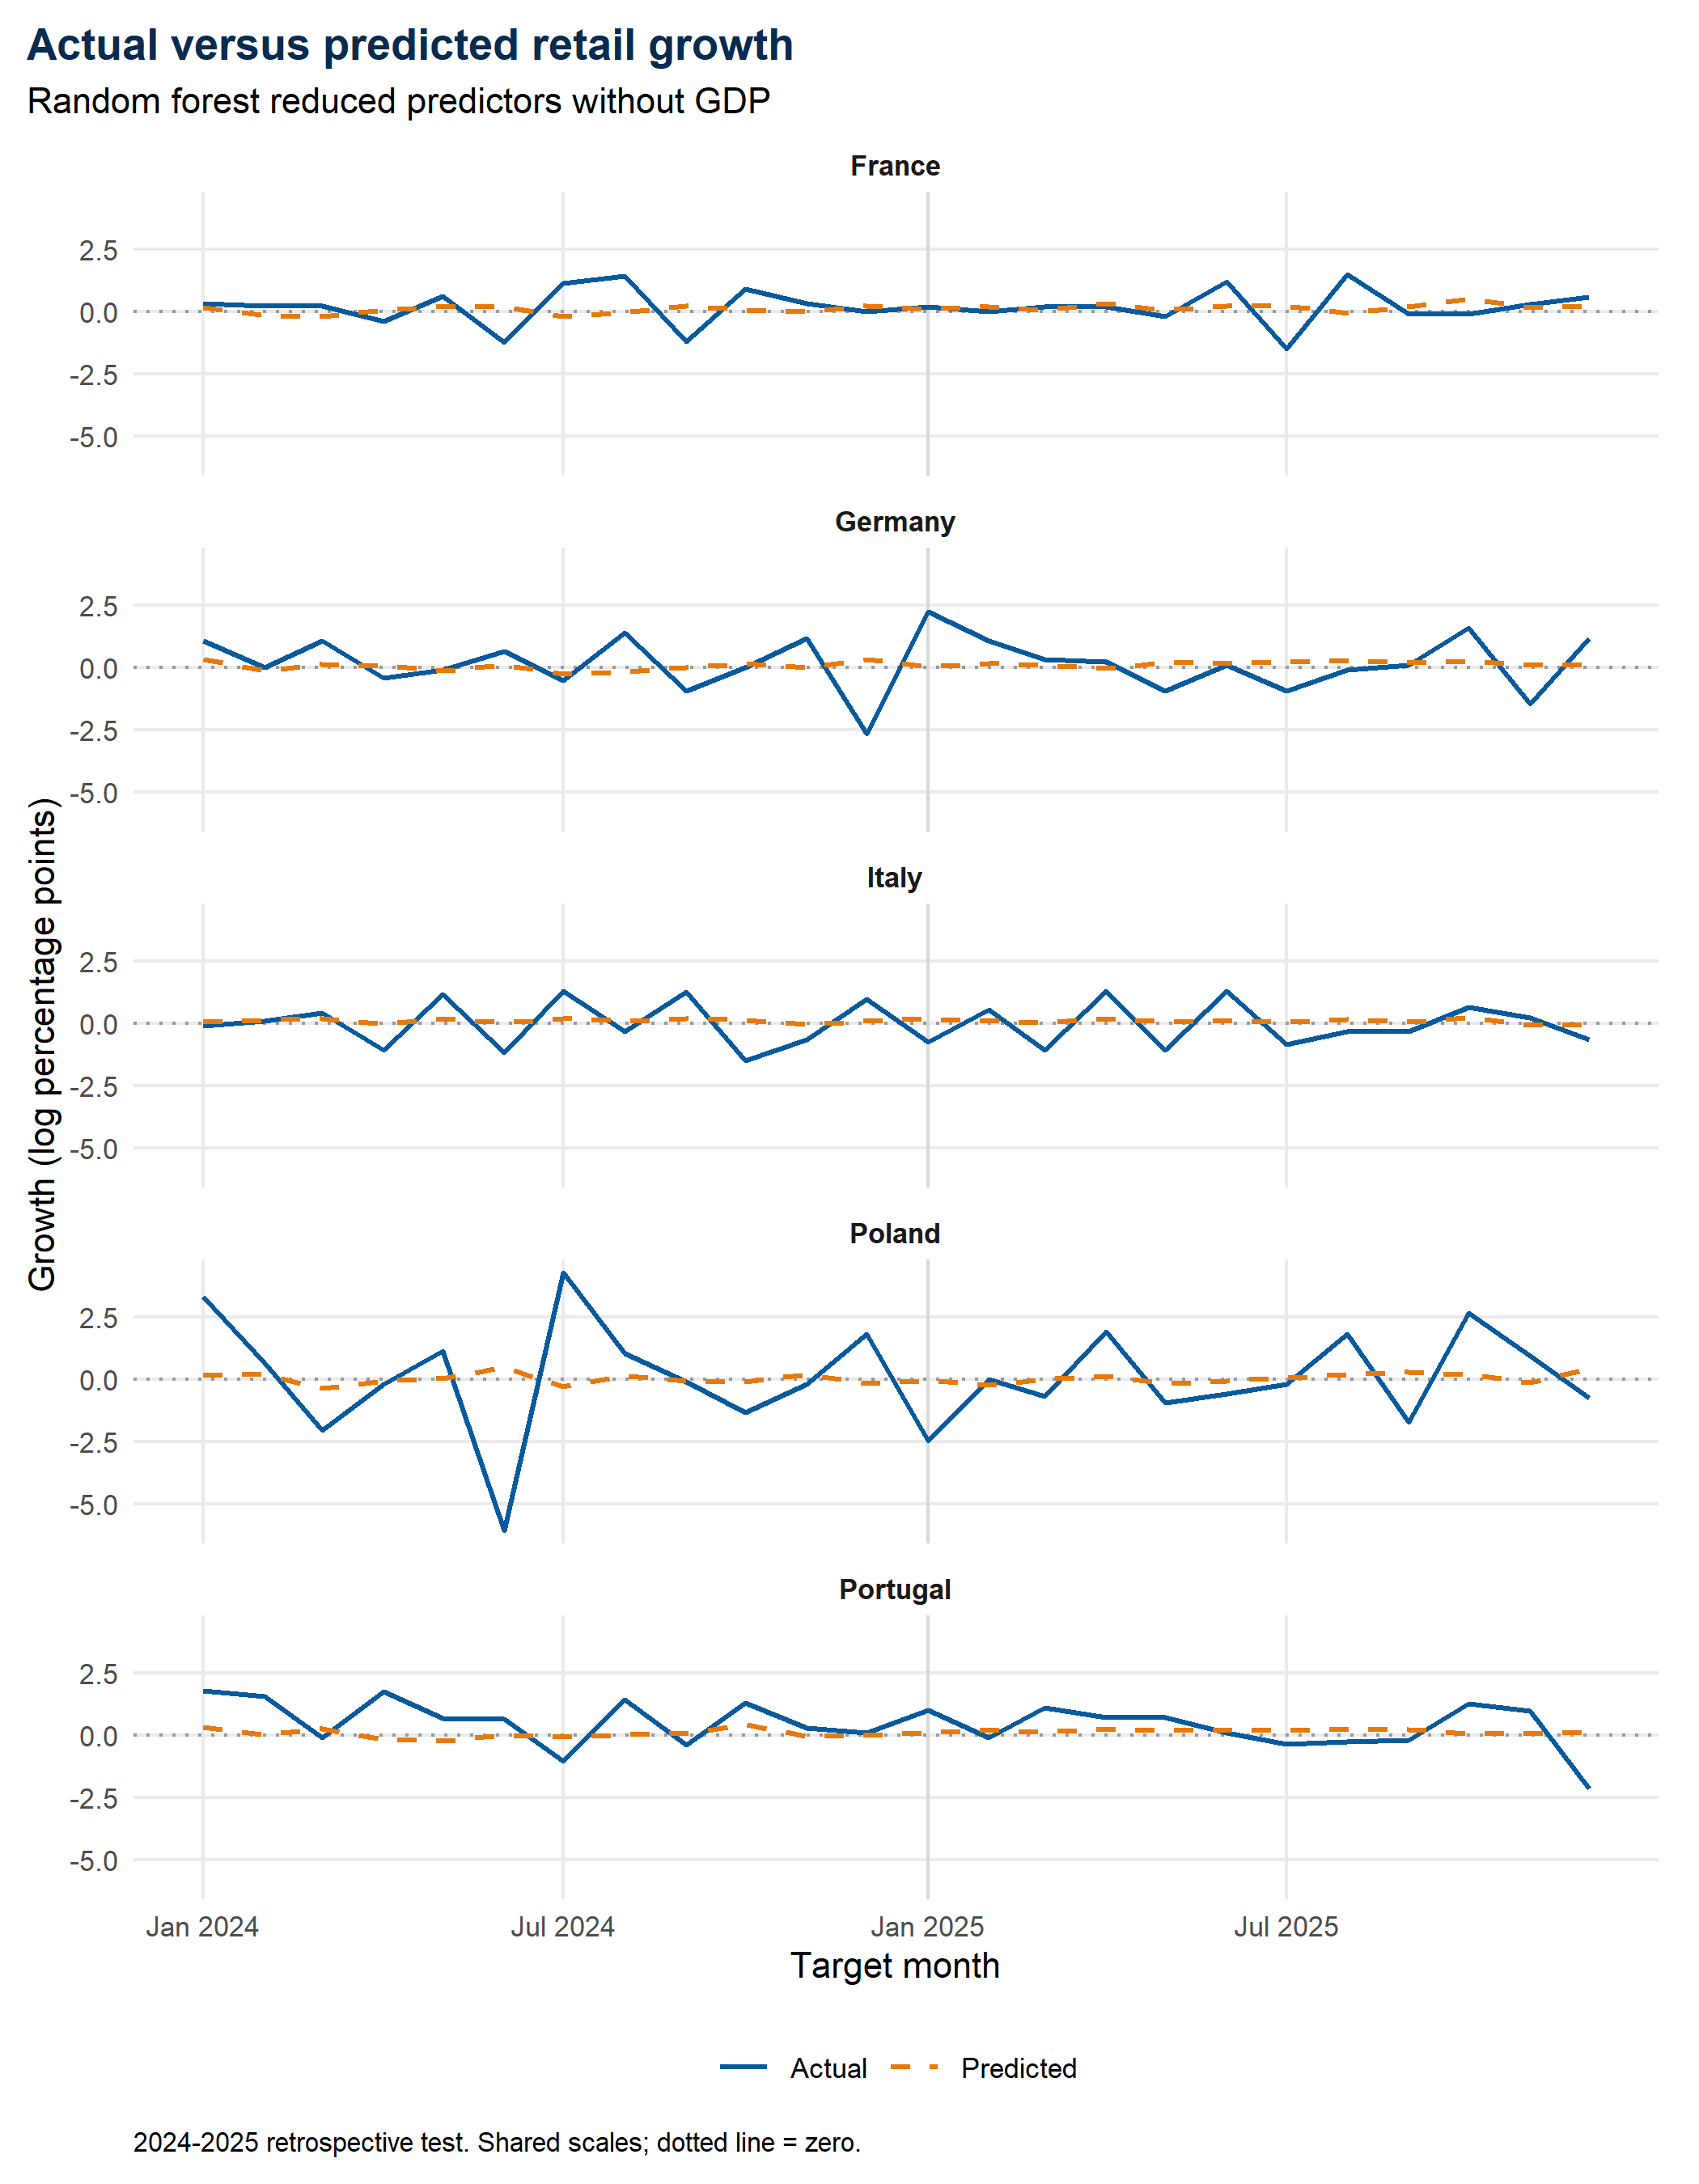 Actual versus predicted retail growth
Random forest reduced predictors without GDP
France
2.5
0.0
-2.5
-5.0
Germany
2.5
0.0
-2.5
-5.0
Growth (log percentage points)
Italy
2.5
0.0
-2.5
-5.0
Poland
2.5
0.0
-2.5
-5.0
Portugal
2.5
0.0
-2.5
-5.0
Jan 2024 Jul 2024 Jan 2025 Jul 2025
Target month
Actual Predicted
2024-2025 retrospective test. Shared scales; dotted line = zero.